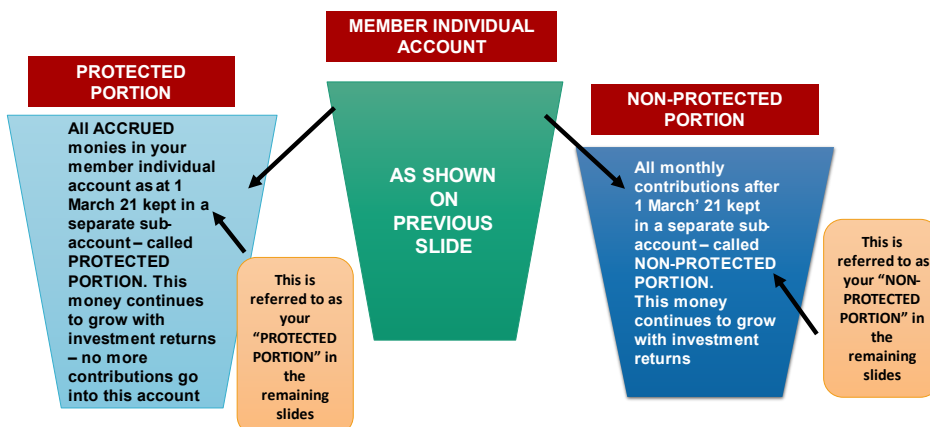 MEMBER INDIVIDUAL
ACCOUNT
PROTECTED
PORTION
All ACCRUED
monies in your
member individual
account as at 1
March 21 kept in a
separate sub-
account – called
PROTECTED
PORTION. This
money continues
to grow with
investment returns
– no more
contributions go
into this account
This is
referred to as
your
“PROTECTED
PORTION” in
the
remaining
slides
AS SHOWN
ON
PREVIOUS
SLIDE
NON-PROTECTED
PORTION
All monthly
contributions after
1 March’ 21 kept
in a separate sub-
account – called
NON-PROTECTED
PORTION.
This money
continues to grow
with investment
returns
This is
referred to as
your “NON-
PROTECTED
PORTION” in
the
remaining
slides